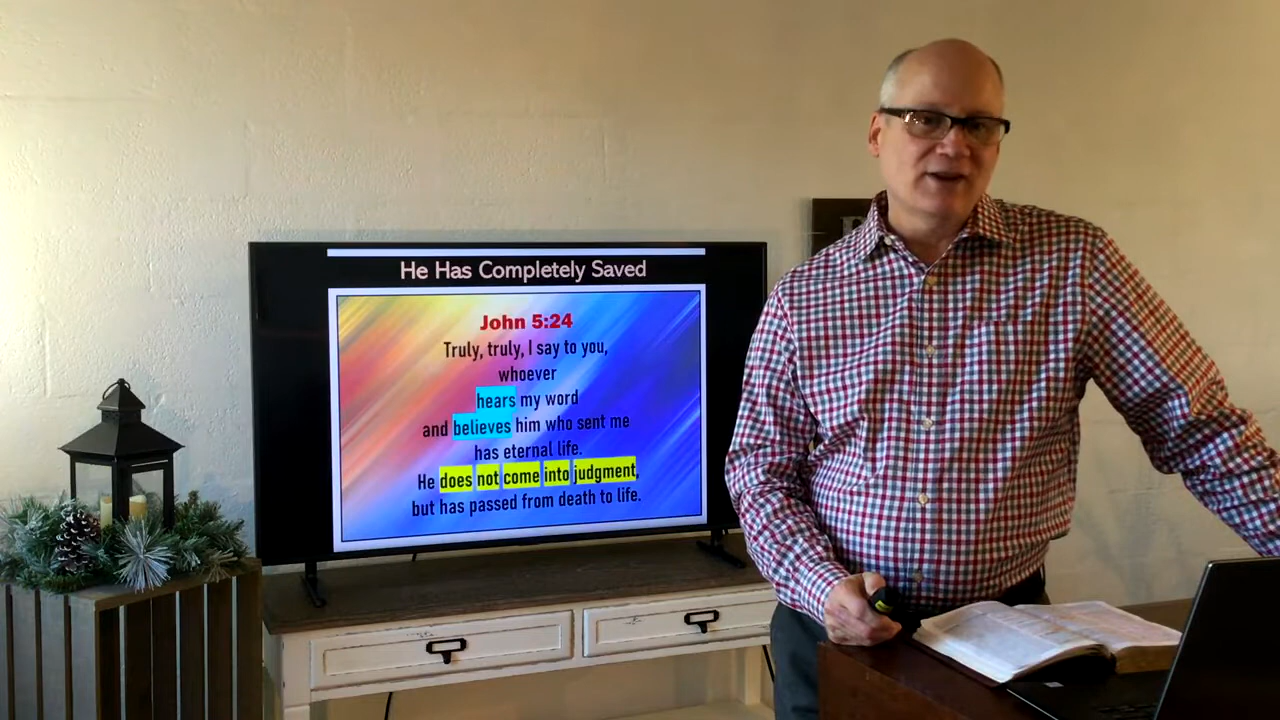 He Has Completely Saved
John 5:24
Truly, truly, I say to you,
whoever
hears my word
and believes him who sent me
has eternal life.
He does not come into judgment,
but has passed from death to life.